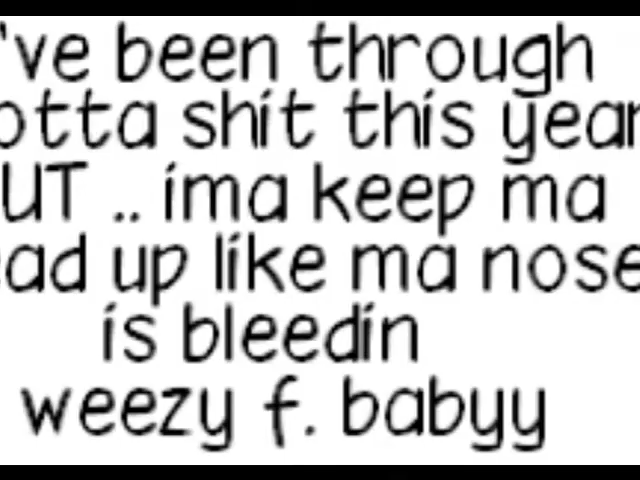 've been through
otta shit this year
UT .. ima keep ma
ead up like ma nose
is bleedin
weezy f. babyy